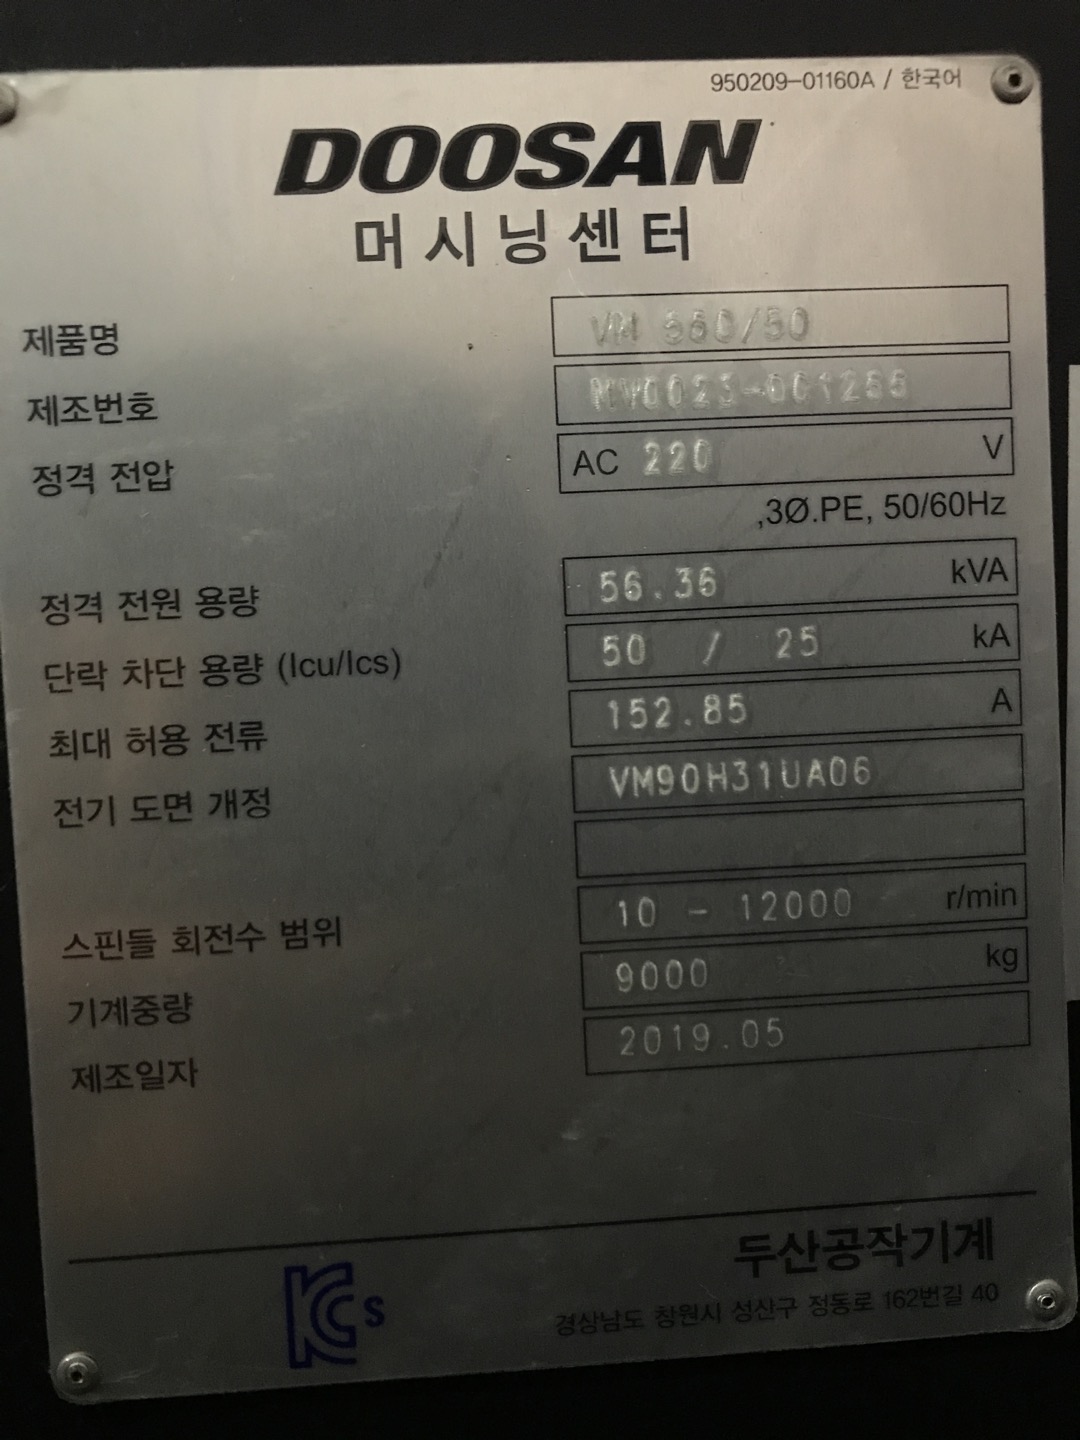 950209-01160A / 한국어
DOOSAN
머시닝센터
제품명 VM 660/50
제조번호
정격 전압 AC 220 V
,3Ø.PE, 50/60Hz
정격 전원 용량 56.36 kVA
단락 차단 용량 (Icu/Ics) 50 / 25 kA
최대 허용 전류 152.85 A
전기 도면 개정 VM90H31UA06
스핀들 회전수 범위 10 - 12000 r/min
기계중량 9000 kg
제조일자 2019.05
두산공작기계
KCs
경상남도 창원시 성산구 정동로 162번길 40